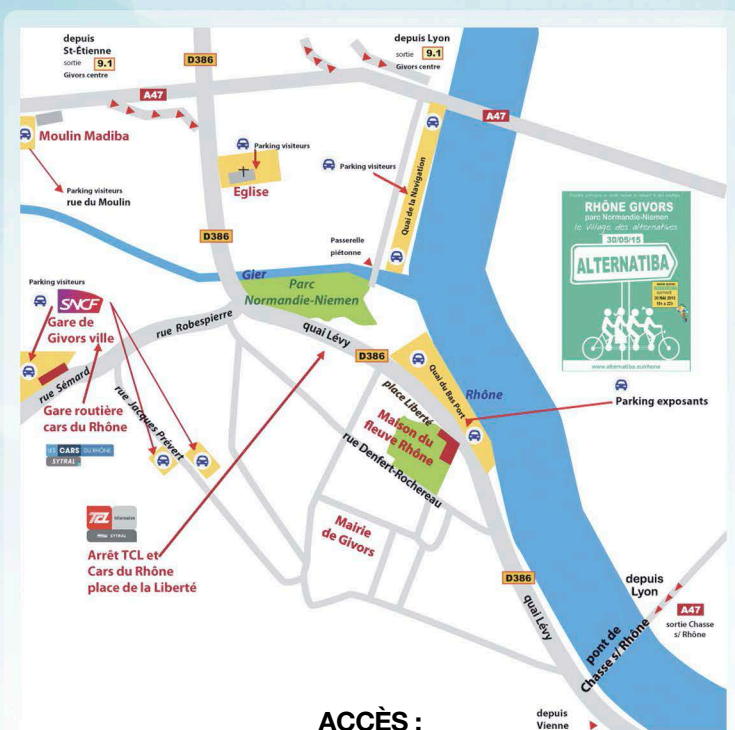 depuis
St-Étienne
sortie 9.1
Givors centre
D386
depuis Lyon
sortie 9.1
Givors centre
A47
A47
Moulin Madiba
Parking visiteurs
rue du Moulin
Parking visiteurs
Eglise
Parking visiteurs
Quai de la Navigation
D386
Passerelle
piétonne
Gier
Parc
Normandie-Niemen
RHÔNE GIVORS
parc Normandie-Niemen
le Village des alternatives
30/05/15
ALTERNATIBA
samedi
30 MAI 2015
www.alternatiba.eu/rhone
Parking visiteurs
SNCF
Gare de
Givors ville
rue Robespierre
quai Lévy
D386
rue Sémard
Gare routière
cars du Rhône
rue Jacques Prévert
LES CARS DU RHÔNE
SYTRAL
Quai du Bas Port
Rhône
Parking exposants
place Liberté
Maison du
fleuve Rhône
rue Denfert-Rochereau
TCL
SYTRAL
Arrêt TCL et
Cars du Rhône
place de la Liberté
Mairie
de Givors
D386
quai Lévy
depuis
Lyon
A47
sortie Chasse
s/ Rhône
pont de
Chasse s/ Rhône
depuis
Vienne
ACCÈS :